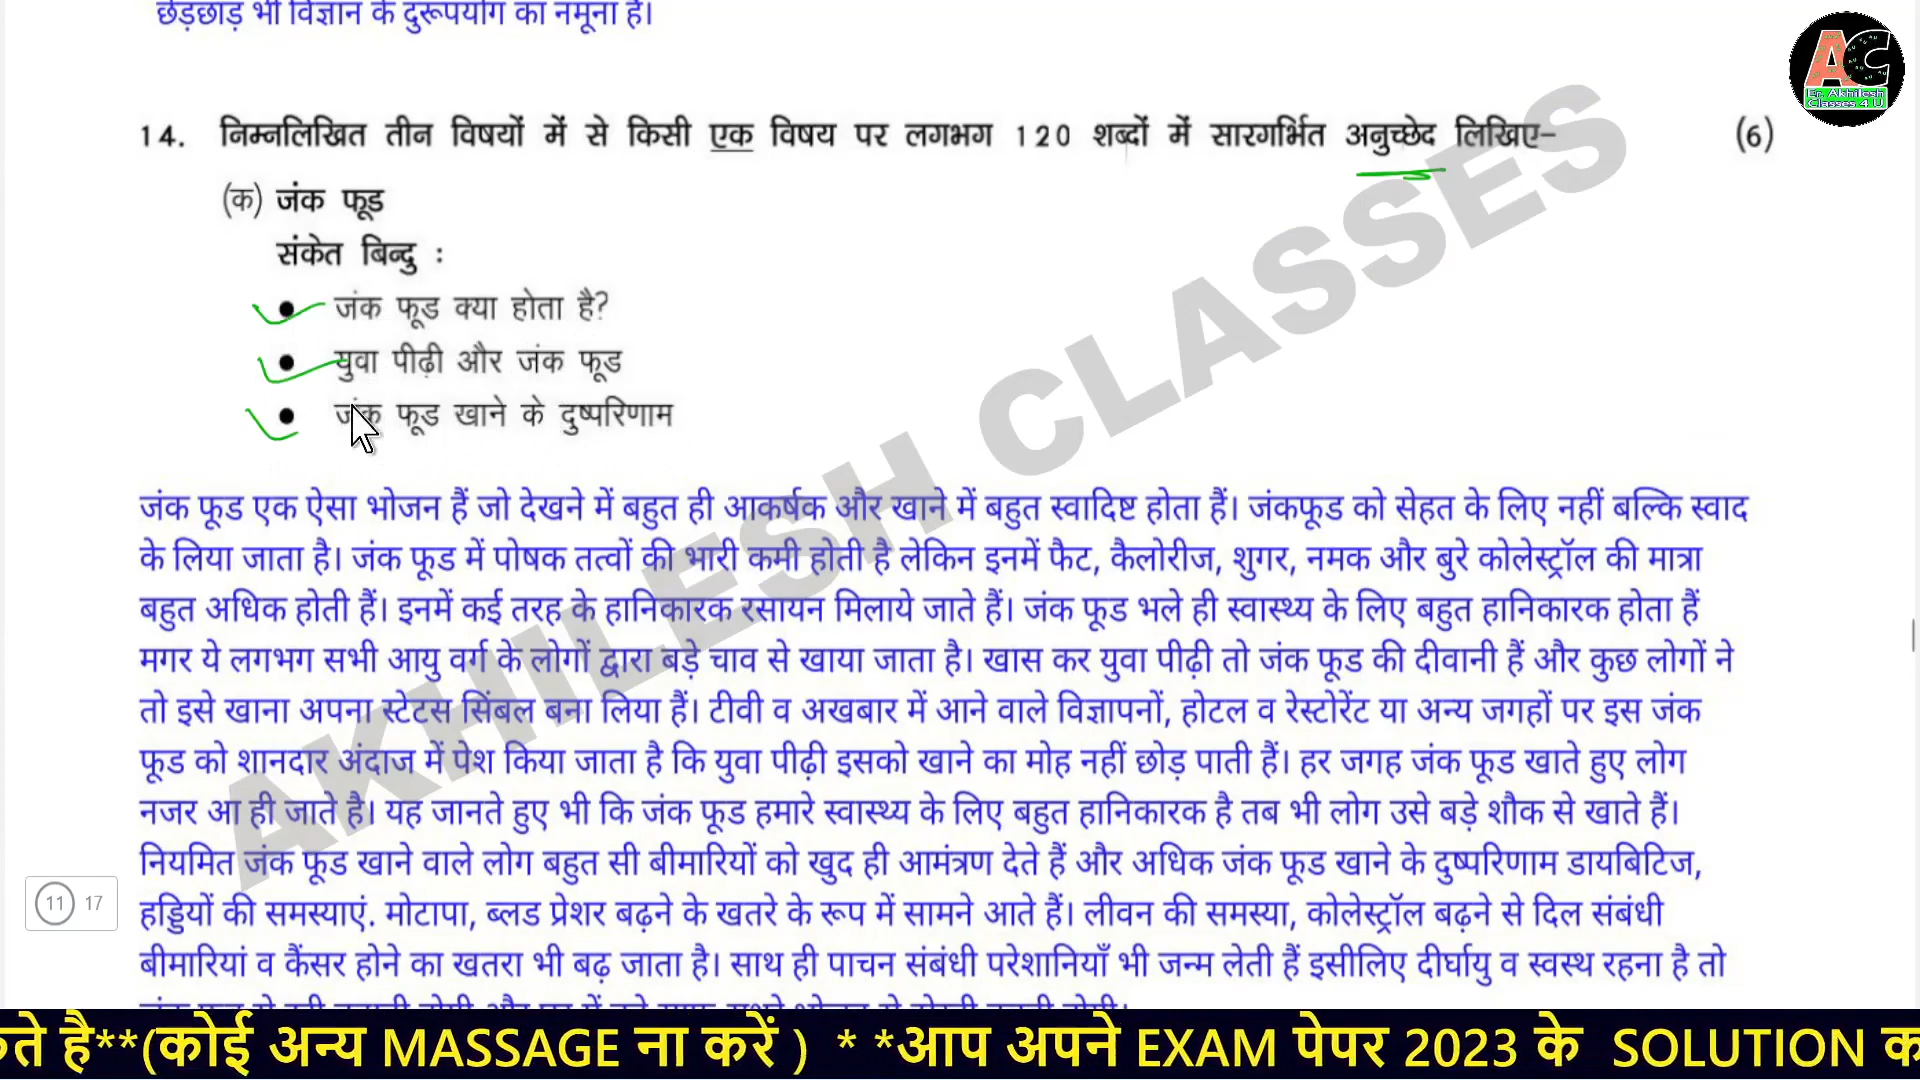 छेड़छाड़ भी विज्ञान के दुरूपयोग का नमूना है।
AC
Er. Akhilesh
Classes 4 U
14. निम्नलिखित तीन विषयों में से किसी एक विषय पर लगभग 120 शब्दों में सारगर्भित अनुच्छेद लिखिए– (6)
(क) जंक फूड
संकेत बिन्दु :
● जंक फूड क्या होता है?
● युवा पीढ़ी और जंक फूड
● जंक फूड खाने के दुष्परिणाम
जंक फूड एक ऐसा भोजन हैं जो देखने में बहुत ही आकर्षक और खाने में बहुत स्वादिष्ट होता हैं। जंकफूड को सेहत के लिए नहीं बल्कि स्वाद
के लिया जाता है। जंक फूड में पोषक तत्वों की भारी कमी होती है लेकिन इनमें फैट, कैलोरीज, शुगर, नमक और बुरे कोलेस्ट्रॉल की मात्रा
बहुत अधिक होती हैं। इनमें कई तरह के हानिकारक रसायन मिलाये जाते हैं। जंक फूड भले ही स्वास्थ्य के लिए बहुत हानिकारक होता हैं
मगर ये लगभग सभी आयु वर्ग के लोगों द्वारा बड़े चाव से खाया जाता है। खास कर युवा पीढ़ी तो जंक फूड की दीवानी हैं और कुछ लोगों ने
तो इसे खाना अपना स्टेटस सिंबल बना लिया हैं। टीवी व अखबार में आने वाले विज्ञापनों, होटल व रेस्टोरेंट या अन्य जगहों पर इस जंक
फूड को शानदार अंदाज में पेश किया जाता है कि युवा पीढ़ी इसको खाने का मोह नहीं छोड़ पाती हैं। हर जगह जंक फूड खाते हुए लोग
नजर आ ही जाते है। यह जानते हुए भी कि जंक फूड हमारे स्वास्थ्य के लिए बहुत हानिकारक है तब भी लोग उसे बड़े शौक से खाते हैं।
नियमित जंक फूड खाने वाले लोग बहुत सी बीमारियों को खुद ही आमंत्रण देते हैं और अधिक जंक फूड खाने के दुष्परिणाम डायबिटिज,
हड्डियों की समस्याएं. मोटापा, ब्लड प्रेशर बढ़ने के खतरे के रूप में सामने आते हैं। लीवन की समस्या, कोलेस्ट्रॉल बढ़ने से दिल संबंधी
बीमारियां व कैंसर होने का खतरा भी बढ़ जाता है। साथ ही पाचन संबंधी परेशानियाँ भी जन्म लेती हैं इसीलिए दीर्घायु व स्वस्थ रहना है तो
AKHILESH CLASSES
11 17
है**(कोई अन्य MASSAGE ना करें ) * *आप अपने EXAM पेपर 2023 के SOLUTION